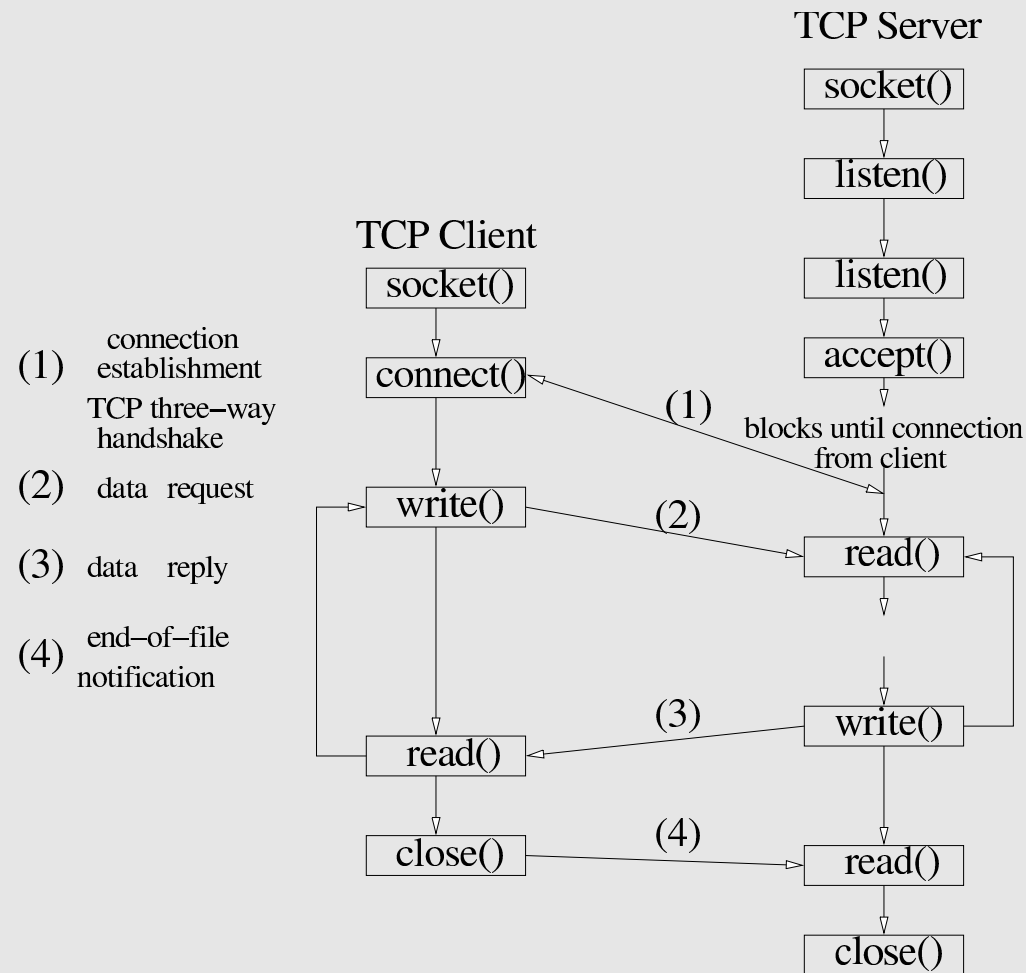 TCP Server
socket()
listen()
listen()
accept()
blocks until connection
from client
read()
write()
read()
close()
TCP Client
socket()
connect()
write()
read()
close()
(1)
(2)
(3)
(4)
(1) connection
establishment
TCP three–way
handshake
(2) data request
(3) data reply
(4) end–of–file
notification